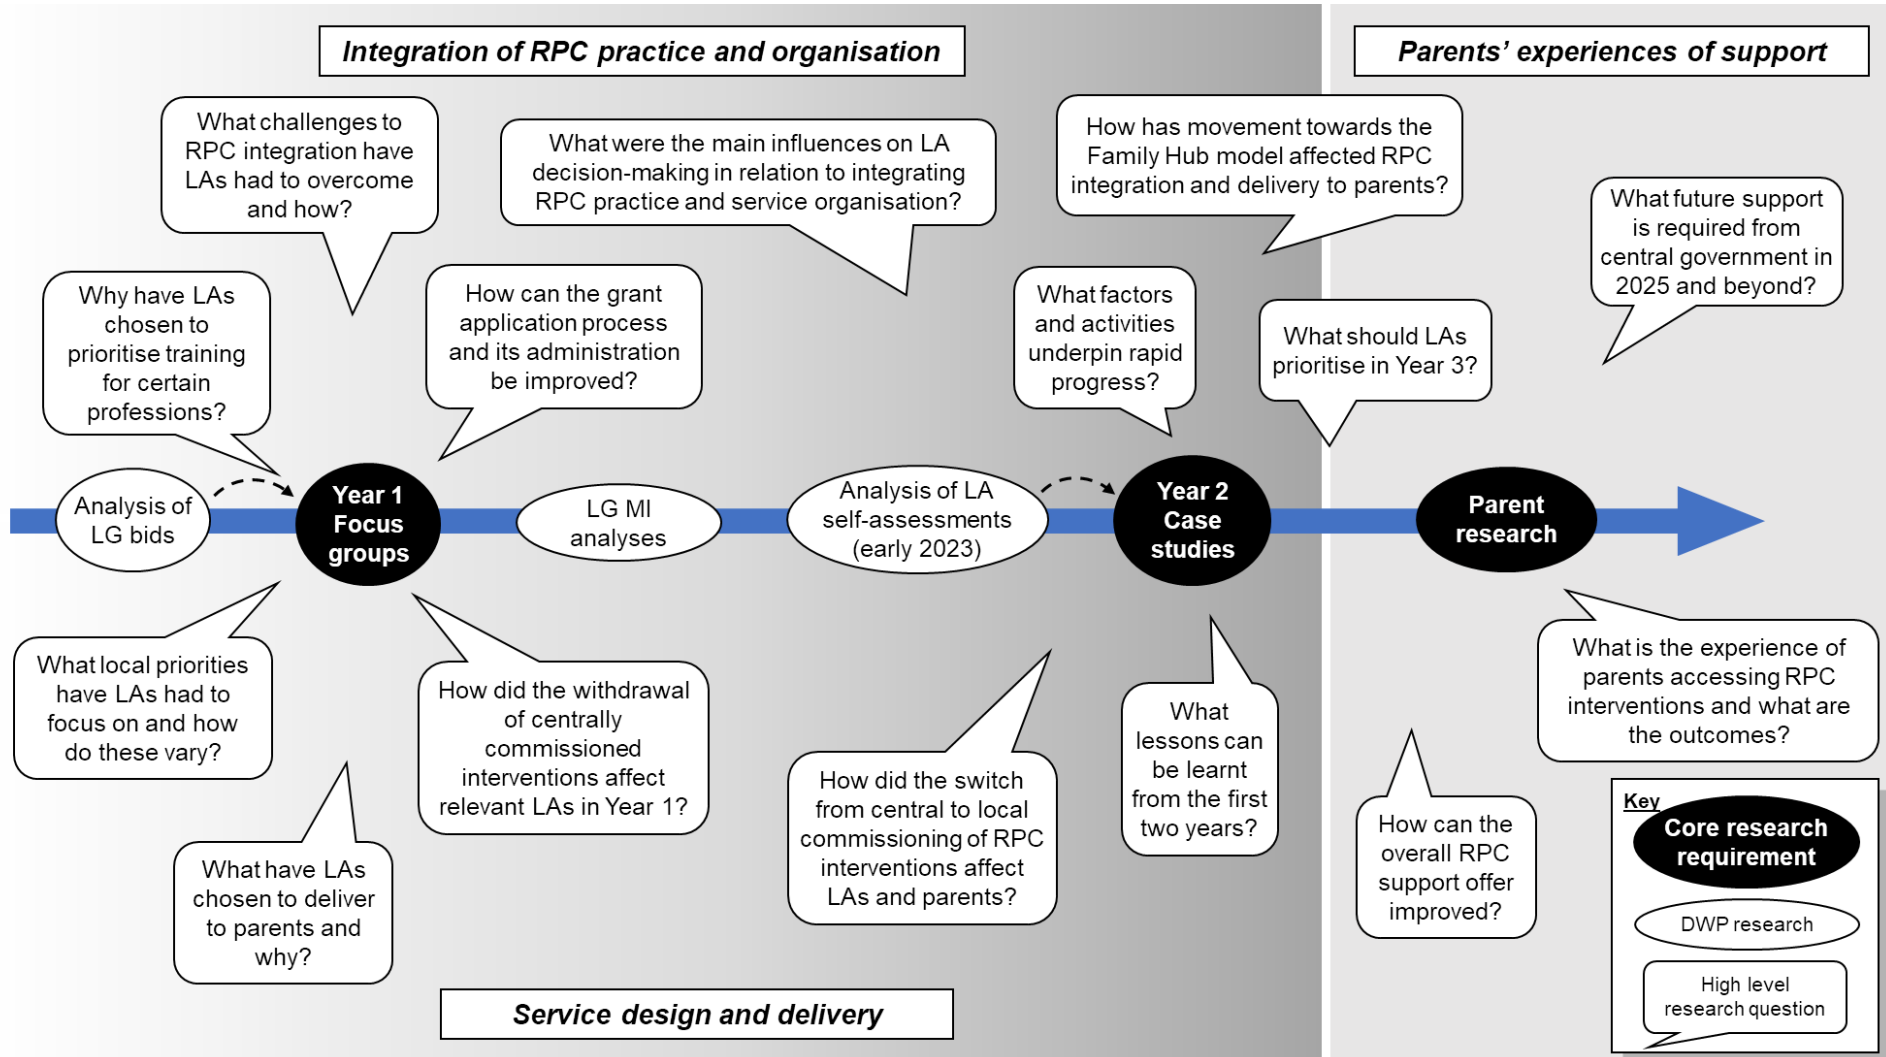 Integration of RPC practice and organisation
Parents’ experiences of support
What challenges to
RPC integration have
LAs had to overcome
and how?
What were the main influences on LA
decision-making in relation to integrating
RPC practice and service organisation?
How has movement towards the
Family Hub model affected RPC
integration and delivery to parents?
What future support
is required from
central government in
2025 and beyond?
Why have LAs
chosen to
prioritise training
for certain
professions?
How can the grant
application process
and its administration
be improved?
What factors
and activities
underpin rapid
progress?
What should LAs
prioritise in Year 3?
Analysis of
LG bids
Year 1
Focus
groups
LG MI
analyses
Analysis of LA
self-assessments
(early 2023)
Year 2
Case
studies
Parent
research
What local priorities
have LAs had to
focus on and how
do these vary?
How did the withdrawal
of centrally
commissioned
interventions affect
relevant LAs in Year 1?
What have LAs
chosen to deliver
to parents and
why?
How did the switch
from central to local
commissioning of RPC
interventions affect
LAs and parents?
What
lessons can
be learnt
from the first
two years?
How can the
overall RPC
support offer
improved?
What is the experience of
parents accessing RPC
interventions and what are
the outcomes?
Key
Core research
requirement
DWP research
High level
research question
Service design and delivery